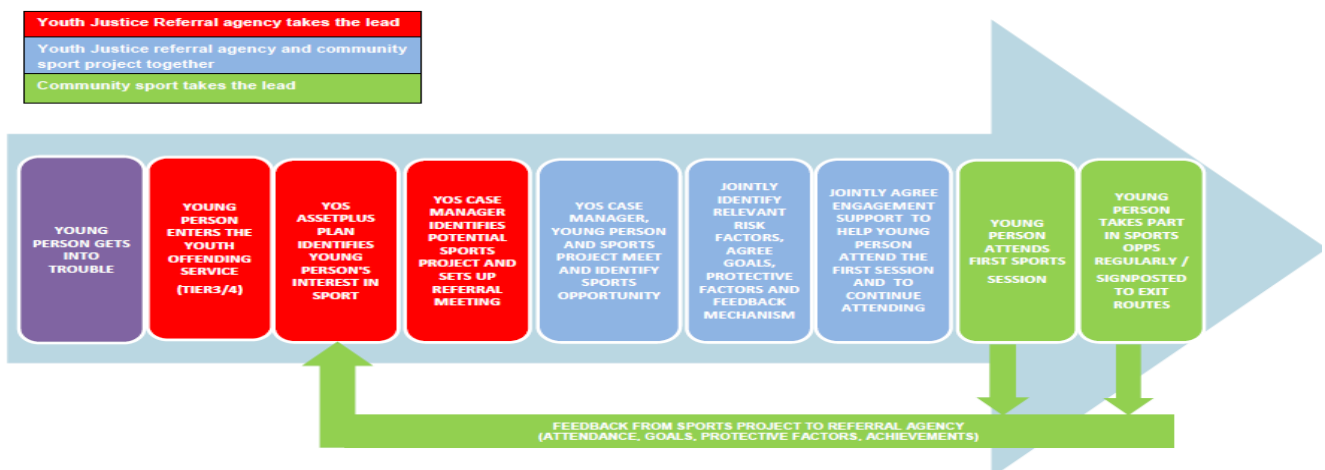 Youth Justice Referral agency takes the lead
Youth Justice referral agency and community
sport project together
Community sport takes the lead
YOUNG
PERSON GETS
INTO
TROUBLE
YOUNG
PERSON
ENTERS THE
YOUTH
OFFENDING
SERVICE
(TIER3/4)
YOS
ASSETPLUS
PLAN
IDENTIFIES
YOUNG
PERSON'S
INTEREST IN
SPORT
YOS CASE
MANAGER
IDENTIFIES
POTENTIAL
SPORTS
PROJECT AND
SETS UP
REFERRAL
MEETING
YOS CASE
MANAGER,
YOUNG PERSON
AND SPORTS
PROJECT MEET
AND IDENTIFY
SPORTS
OPPORTUNITY
JOINTLY
IDENTIFY
RELEVANT
RISK
FACTORS,
AGREE
GOALS,
PROTECTIVE
FACTORS AND
FEEDBACK
MECHANISM
JOINTLY AGREE
ENGAGEMENT
SUPPORT TO
HELP YOUNG
PERSON
ATTEND THE
FIRST SESSION
AND TO
CONTINUE
ATTENDING
YOUNG
PERSON
ATTENDS
FIRST SPORTS
SESSION
YOUNG
PERSON
TAKES PART
IN SPORTS
OPPS
REGULARLY /
SIGNPOSTED
TO EXIT
ROUTES
FEEDBACK FROM SPORTS PROJECT TO REFERRAL AGENCY
(ATTENDANCE, GOALS, PROTECTIVE FACTORS, ACHIEVEMENTS)